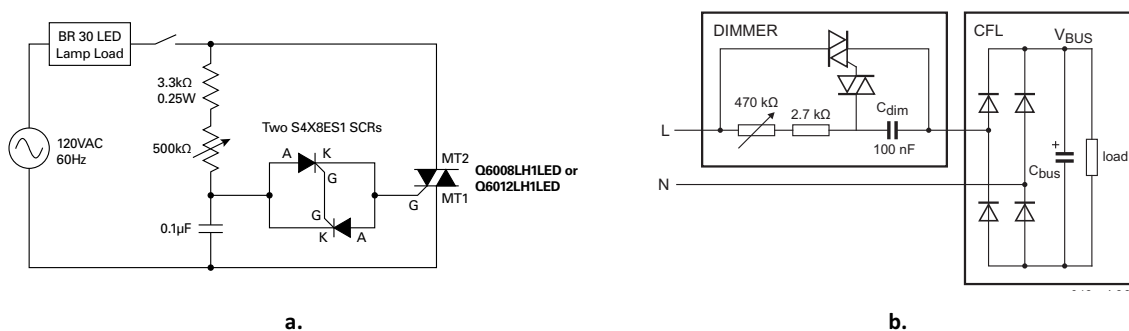 BR 30 LED
Lamp Load
3.3kΩ
0.25W
500kΩ
120VAC
60Hz
0.1µF
Two S4X8ES1 SCRs
A
K
G
G
K
A
MT2
Q6008LH1LED or
Q6012LH1LED
MT1
G
a.
DIMMER
470 kΩ
2.7 kΩ
Cdim
100 nF
L
N
CFL
VBUS
+
Cbus
load
b.